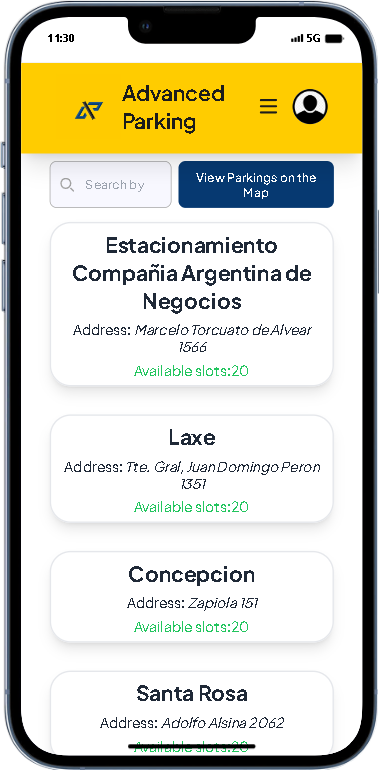 11:30
5G
AP
Advanced
Parking
Search by
View Parkings on the
Map
Estacionamiento
Compañia Argentina de
Negocios
Address: Marcelo Torcuato de Alvear
1566
Available slots:20
Laxe
Address: Tte. Gral, Juan Domingo Peron
1351
Available slots:20
Concepcion
Address: Zapiola 151
Available slots:20
Santa Rosa
Address: Adolfo Alsina 2062
Available slots:20